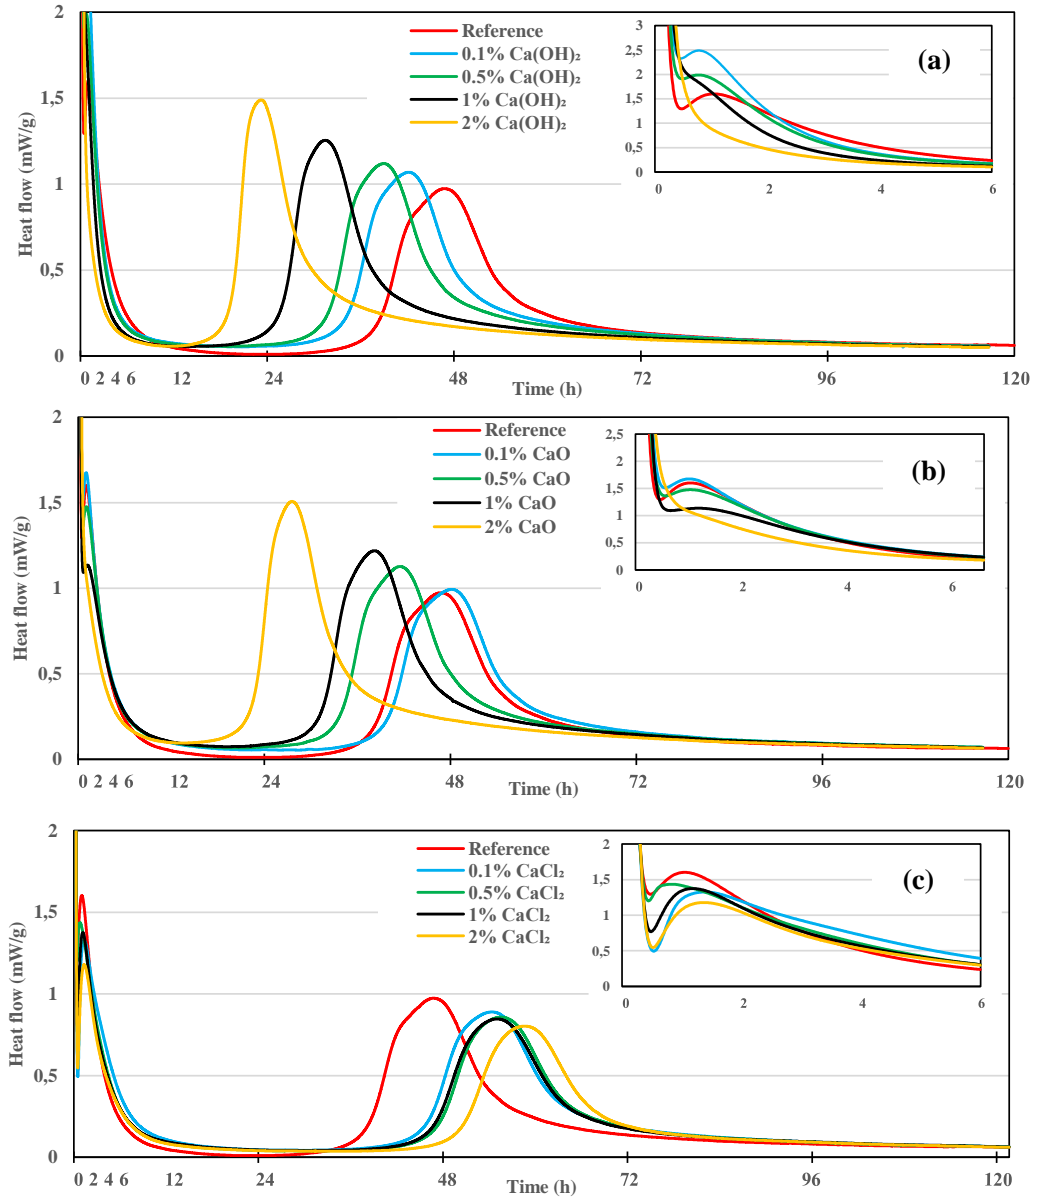 2
1,5
1
0,5
0
Heat flow (mW/g)
Reference
0.1% Ca(OH)₂
0.5% Ca(OH)₂
1% Ca(OH)₂
2% Ca(OH)₂
(a)
3
2,5
2
1,5
1
0,5
0
0 2 4 6
0 2 4 6 12 24 48 72 96 120
Time (h)
2
1,5
1
0,5
0
Heat flow (mW/g)
Reference
0.1% CaO
0.5% CaO
1% CaO
2% CaO
(b)
2,5
2
1,5
1
0,5
0
0 2 4 6
0 2 4 6 12 24 48 72 96 120
Time (h)
2
1,5
1
0,5
0
Heat flow (mW/g)
Reference
0.1% CaCl₂
0.5% CaCl₂
1% CaCl₂
2% CaCl₂
(c)
2
1,5
1
0,5
0
0 2 4 6
0 2 4 6 12 24 48 72 96 120
Time (h)